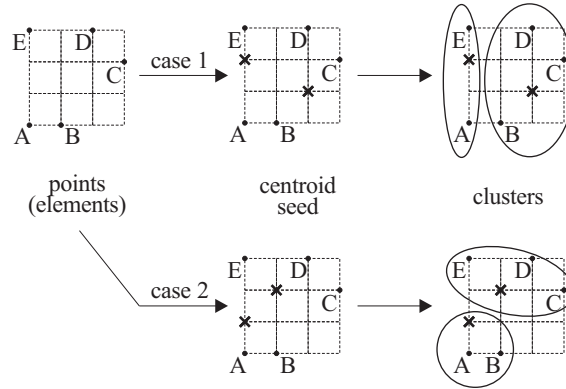 E D C A B
case 1
E D C A B
E D C A B
points
(elements)
centroid
seed
clusters
case 2
E D C A B
E D C A B